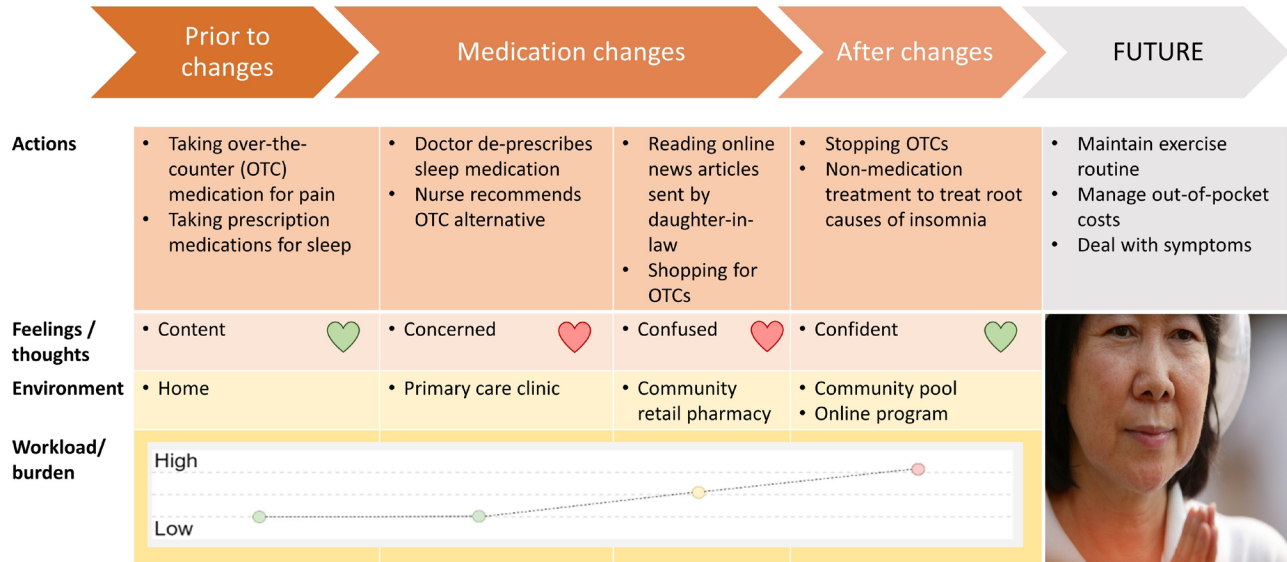 Prior to
changes
Medication changes
After changes
FUTURE
Actions
• Taking over-the-
counter (OTC)
medication for pain
• Taking prescription
medications for sleep
• Doctor de-prescribes
sleep medication
• Nurse recommends
OTC alternative
• Reading online
news articles
sent by
daughter-in-
law
• Shopping for
OTCs
• Stopping OTCs
• Non-medication
treatment to treat root
causes of insomnia
• Maintain exercise
routine
• Manage out-of-pocket
costs
• Deal with symptoms
Feelings /
thoughts
• Content
• Concerned
• Confused
• Confident
Environment
• Home
• Primary care clinic
• Community
retail pharmacy
• Community pool
• Online program
Workload/
burden
High
Low